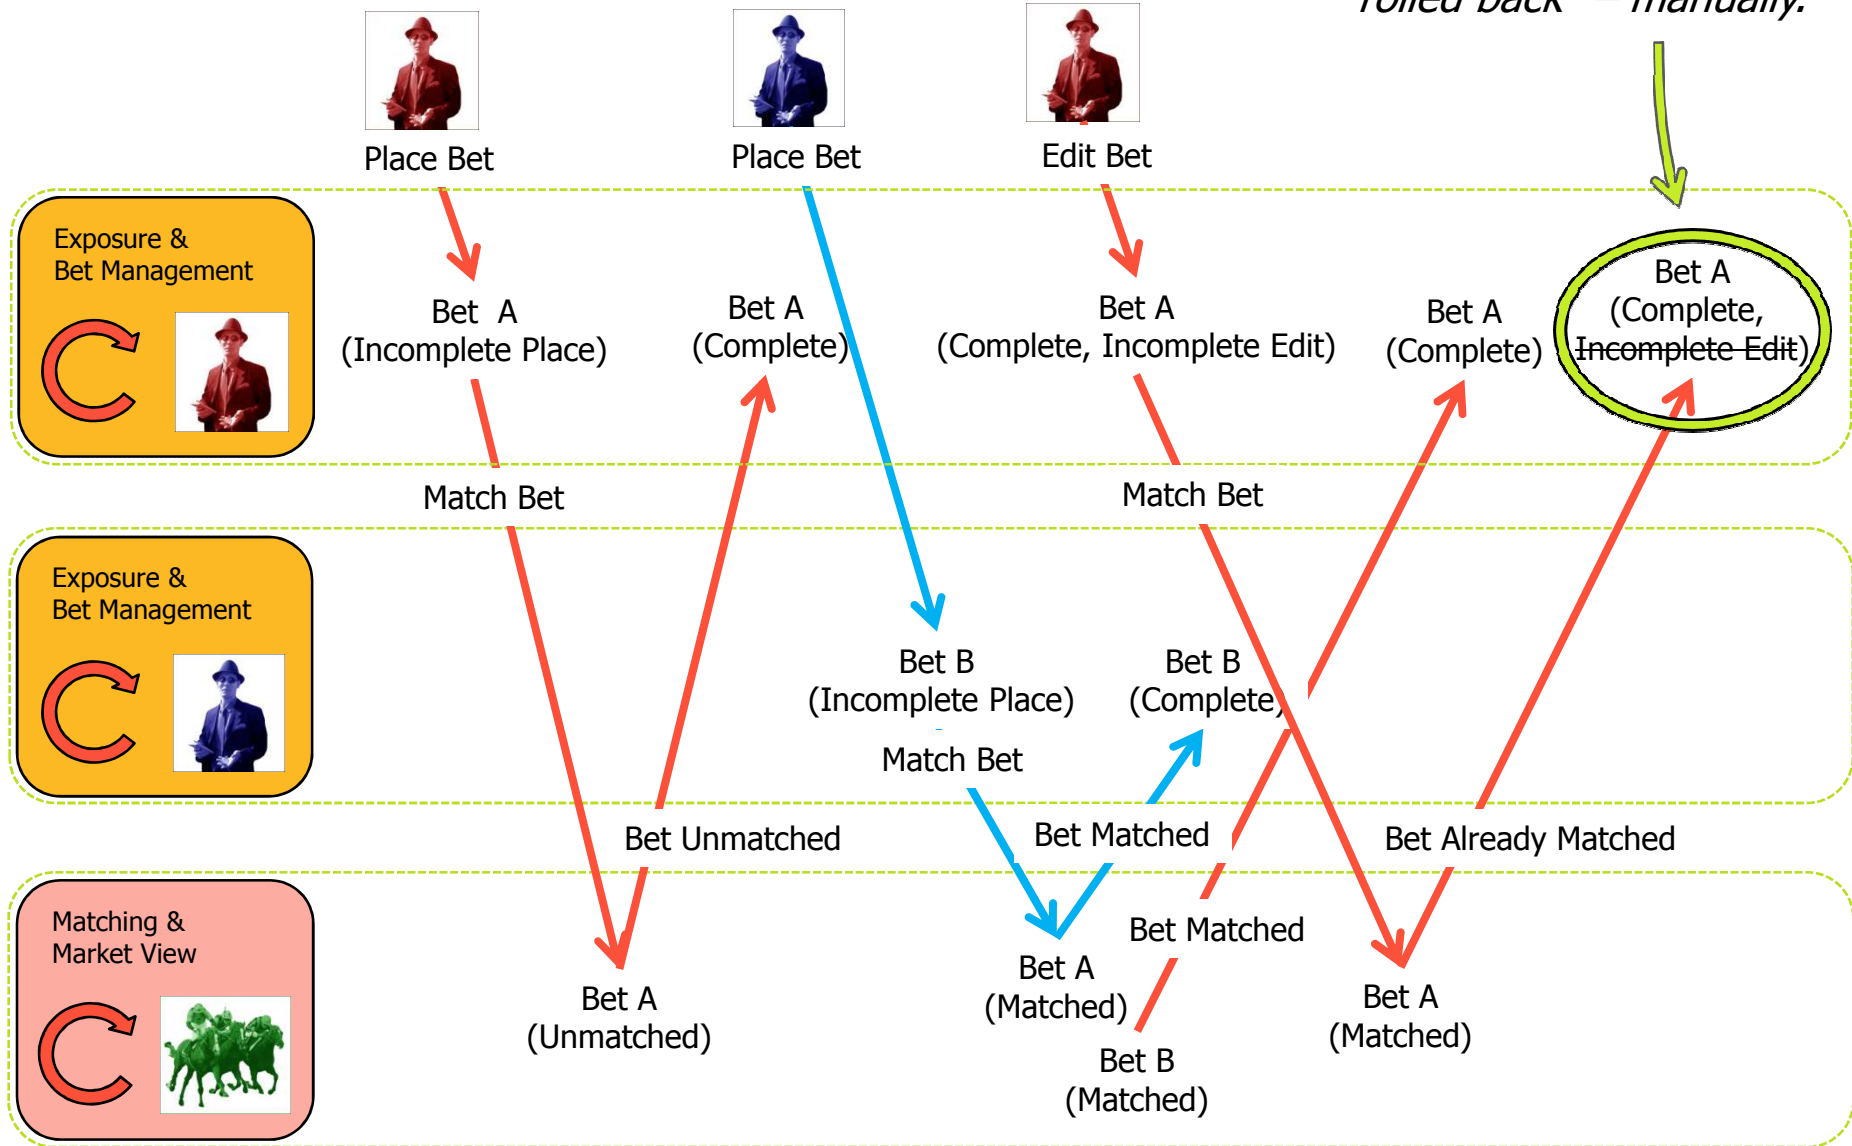 rolled back" – manually.
Place Bet
Place Bet
Edit Bet
Exposure &
Bet Management
Bet A
(Incomplete Place)
Bet A
(Complete)
Bet A
(Complete, Incomplete Edit)
Bet A
(Complete)
Bet A
(Complete,
Incomplete Edit)
Match Bet
Match Bet
Exposure &
Bet Management
Bet B
(Incomplete Place)
Bet B
(Complete)
Match Bet
Bet Unmatched
Bet Matched
Bet Already Matched
Matching &
Market View
Bet Matched
Bet A
(Unmatched)
Bet A
(Matched)
Bet A
(Matched)
Bet B
(Matched)